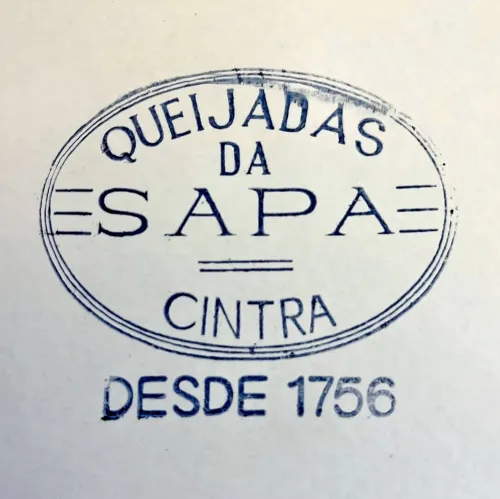 QUEIJADAS
DA
SAPA
CINTRA
DESDE 1756